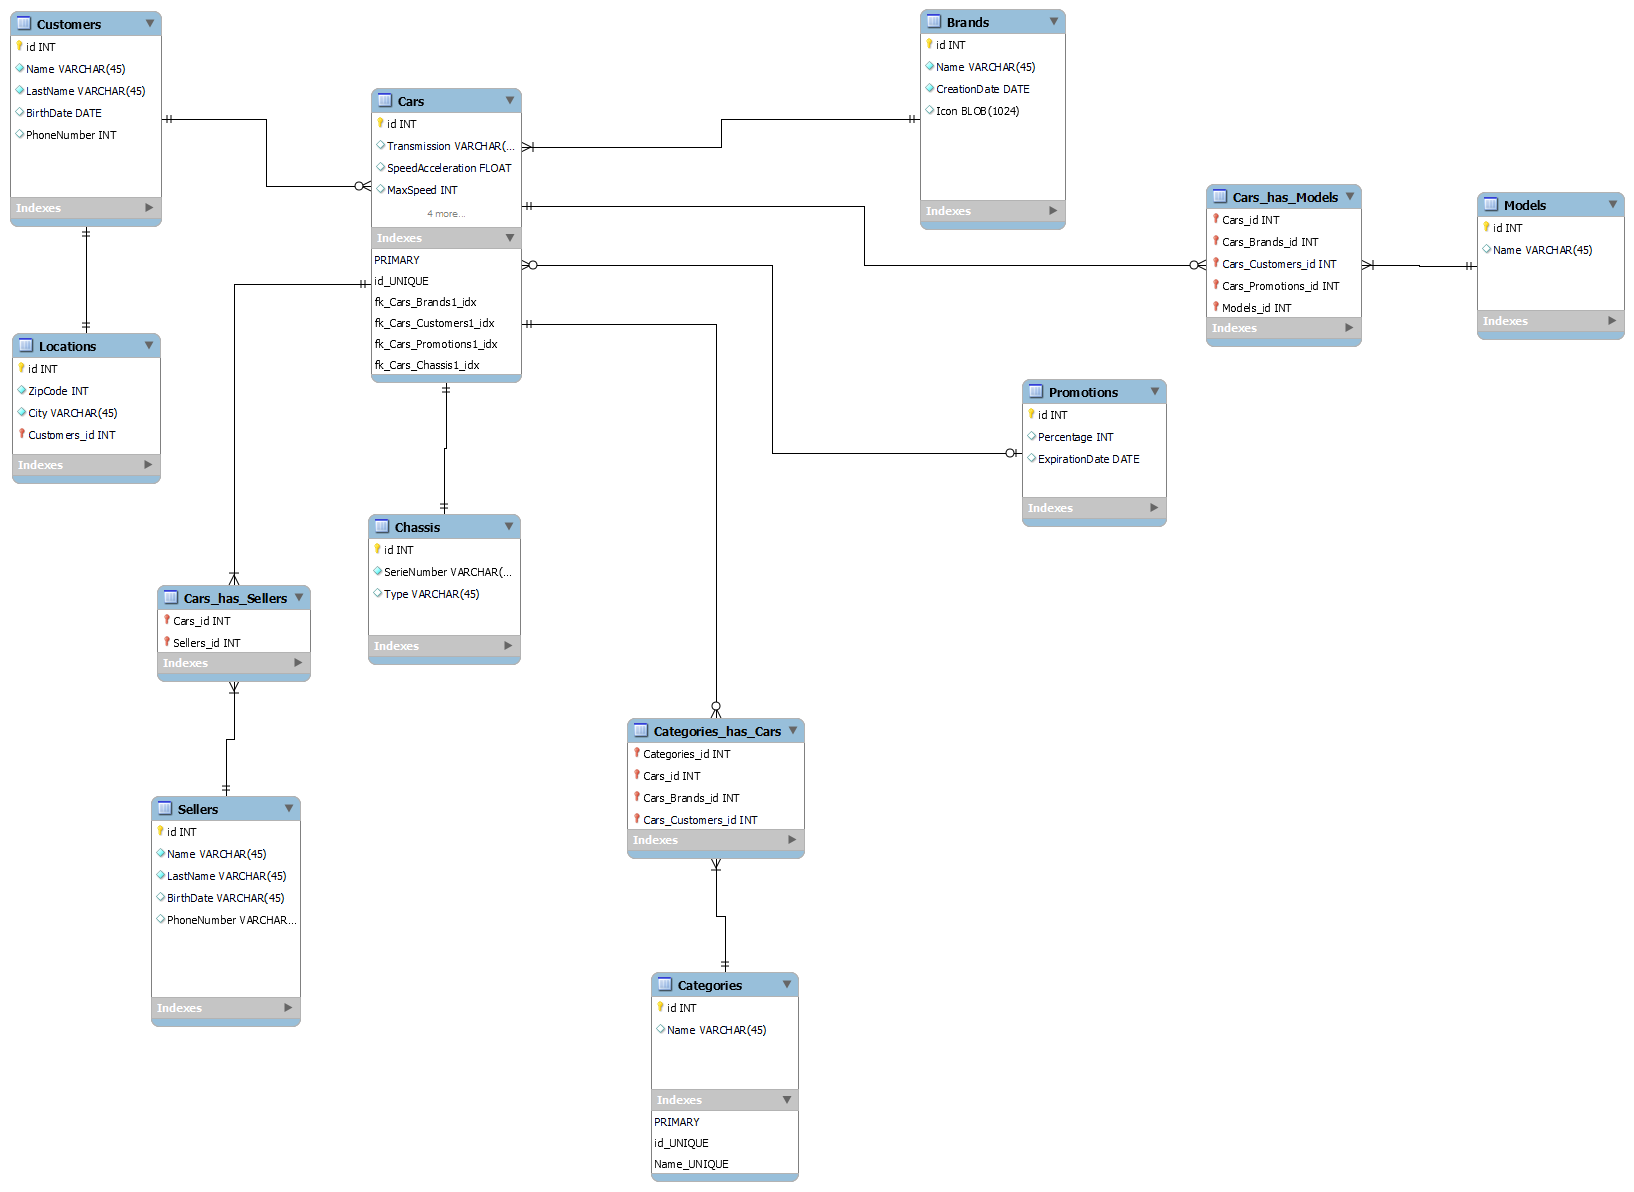 Customers
id INT
Name VARCHAR(45)
LastName VARCHAR(45)
BirthDate DATE
PhoneNumber INT
Indexes
Cars
id INT
Transmission VARCHAR(...
SpeedAcceleration FLOAT
MaxSpeed INT
4 more...
Indexes
PRIMARY
id_UNIQUE
fk_Cars_Brands1_idx
fk_Cars_Customers1_idx
fk_Cars_Promotions1_idx
fk_Cars_Chassis1_idx
Brands
id INT
Name VARCHAR(45)
CreationDate DATE
Icon BLOB(1024)
Indexes
Cars_has_Models
Cars_id INT
Cars_Brands_id INT
Cars_Customers_id INT
Cars_Promotions_id INT
Models_id INT
Indexes
Models
id INT
Name VARCHAR(45)
Indexes
Locations
id INT
ZipCode INT
City VARCHAR(45)
Customers_id INT
Indexes
Promotions
id INT
Percentage INT
ExpirationDate DATE
Indexes
Chassis
id INT
SerieNumber VARCHAR(...
Type VARCHAR(45)
Indexes
Cars_has_Sellers
Cars_id INT
Sellers_id INT
Indexes
Categories_has_Cars
Categories_id INT
Cars_id INT
Cars_Brands_id INT
Cars_Customers_id INT
Indexes
Sellers
id INT
Name VARCHAR(45)
LastName VARCHAR(45)
BirthDate VARCHAR(45)
PhoneNumber VARCHAR...
Indexes
Categories
id INT
Name VARCHAR(45)
Indexes
PRIMARY
id_UNIQUE
Name_UNIQUE